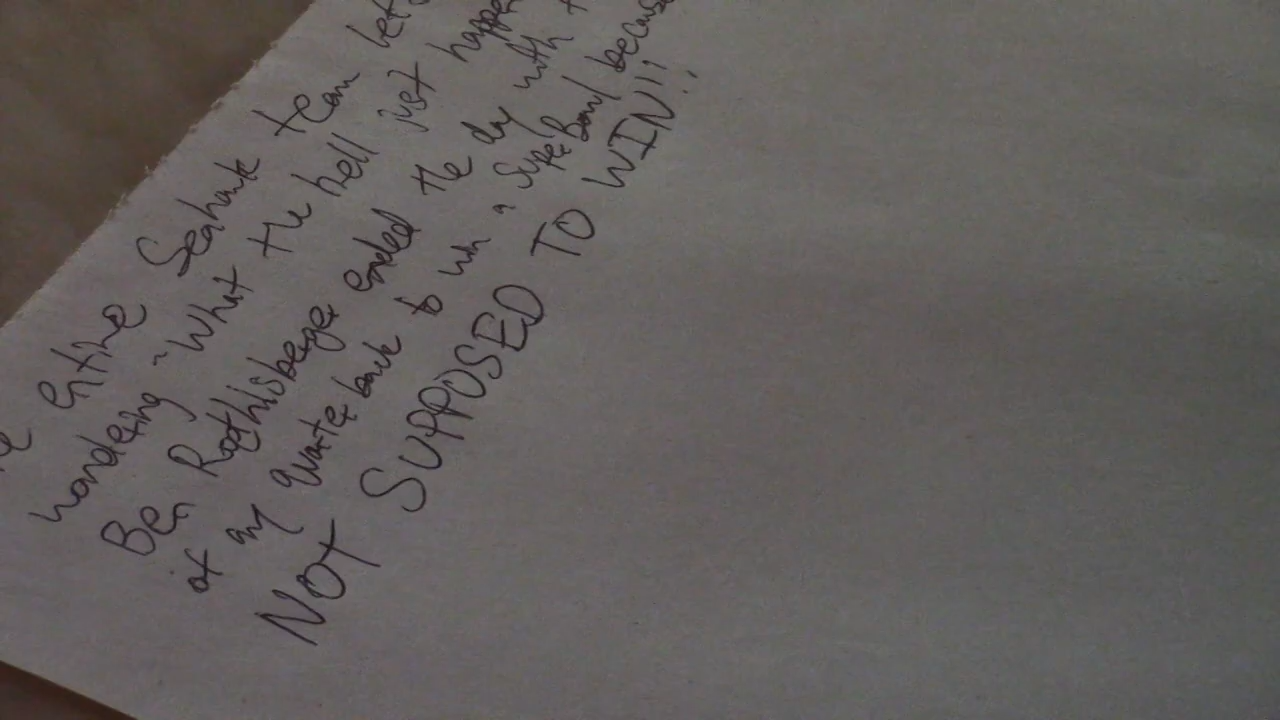 entire Seahawk team
wondering "What the hell just
Ben Roethlisberger ended the day with
of any Quarterback to win a Super Bowl because
NOT SUPPOSED TO WIN!!